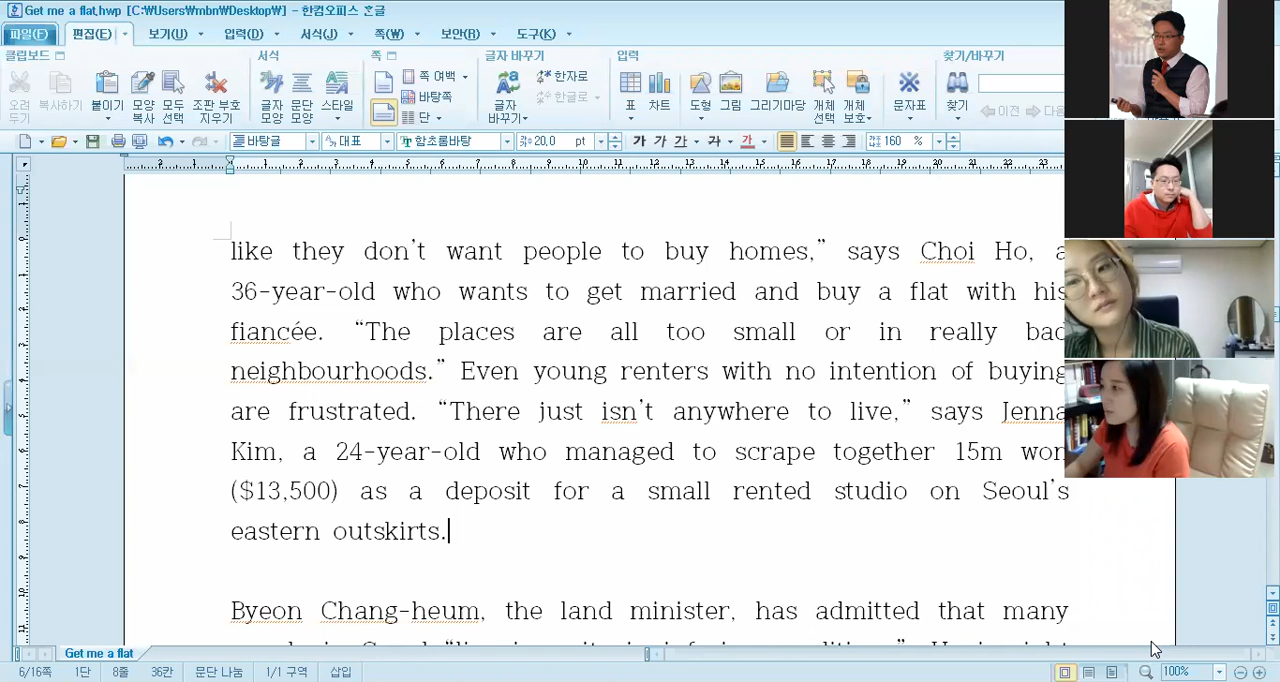 Get me a flat.hwp [C:\Users\mbn\Desktop\] - 한컴오피스 한글
파일(F) 편집(E) 보기(U) 입력(D) 서식(J) 쪽(W) 보안(R) 도구(K)
클립보드 서식 쪽 글자 바꾸기 입력 찾기/바꾸기
오려 두기 복사하기 붙이기 모양 복사 모두 선택 조판 부호 지우기 글자 모양 문단 모양 스타일 쪽 여백 바탕쪽 단 글자 바꾸기 한자로 한글로 표 차트 도형 그림 그리기마당 개체 선택 개체 보호 문자표 찾기 이전 다음
바탕글 대표 함초롬바탕 20.0 pt 가 가 가 가 가 160 %
like they don't want people to buy homes,” says Choi Ho, a
36-year-old who wants to get married and buy a flat with his
fiancée. “The places are all too small or in really bad
neighbourhoods.” Even young renters with no intention of buying
are frustrated. “There just isn't anywhere to live,” says Jenna
Kim, a 24-year-old who managed to scrape together 15m won
($13,500) as a deposit for a small rented studio on Seoul's
eastern outskirts.
Byeon Chang-heum, the land minister, has admitted that many
Get me a flat
6/16쪽 1단 8줄 36칸 문단 나눔 1/1 구역 삽입 100%